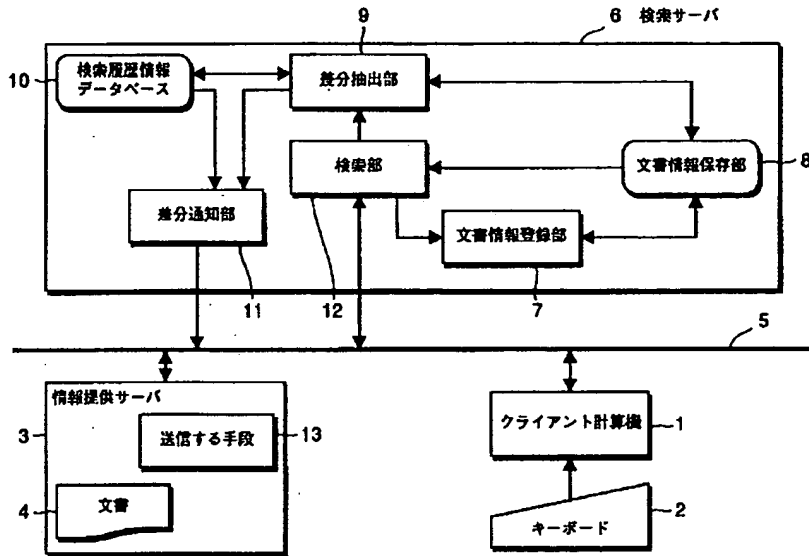 9
6 検索サーバ
10
検索履歴情報
データベース
差分抽出部
検索部
文書情報保存部
8
差分通知部
文書情報登録部
11
12
7
5
情報提供サーバ
3
送信する手段
13
クライアント計算機
1
4
文書
キーボード
2